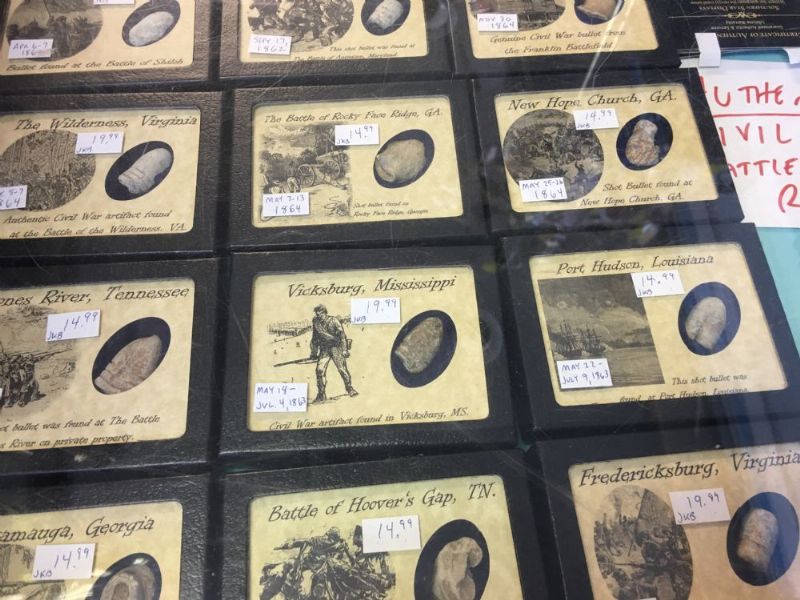 APR. 6-7
Bullet found at the Battle of Shiloh
SEPT. 17,
1862
This shot bullet was found at
NOV 30,
1864
Genuine Civil War bullet from
the Franklin Battlefield
The Wilderness, Virginia
19.99
JKB
1864
Authentic Civil War artifact found
at the Battle of the Wilderness, VA.
The Battle of Rocky Face Ridge, GA.
14.99
JKB
MAY 7-13
1864
Shot bullet found on
Rocky Face Ridge, Georgia
New Hope Church, GA.
14.99
JKB
MAY 25-26
1864
Shot Bullet found at
New Hope Church, GA.
River, Tennessee
14.99
JKB
bullet was found at The Battle
River on private property.
Vicksburg, Mississippi
19.99
JKB
MAY 18-
JUL. 4, 1863
Civil War artifact found in Vicksburg, MS.
Port Hudson, Louisiana
14.99
JKB
MAY 22-
JULY 9, 1863
This shot bullet was
found at Port Hudson, Louisiana
Georgia
14.99
JKB
Battle of Hoover's Gap, TN.
14.99
Fredericksburg, Virginia
19.99
JKB
THE